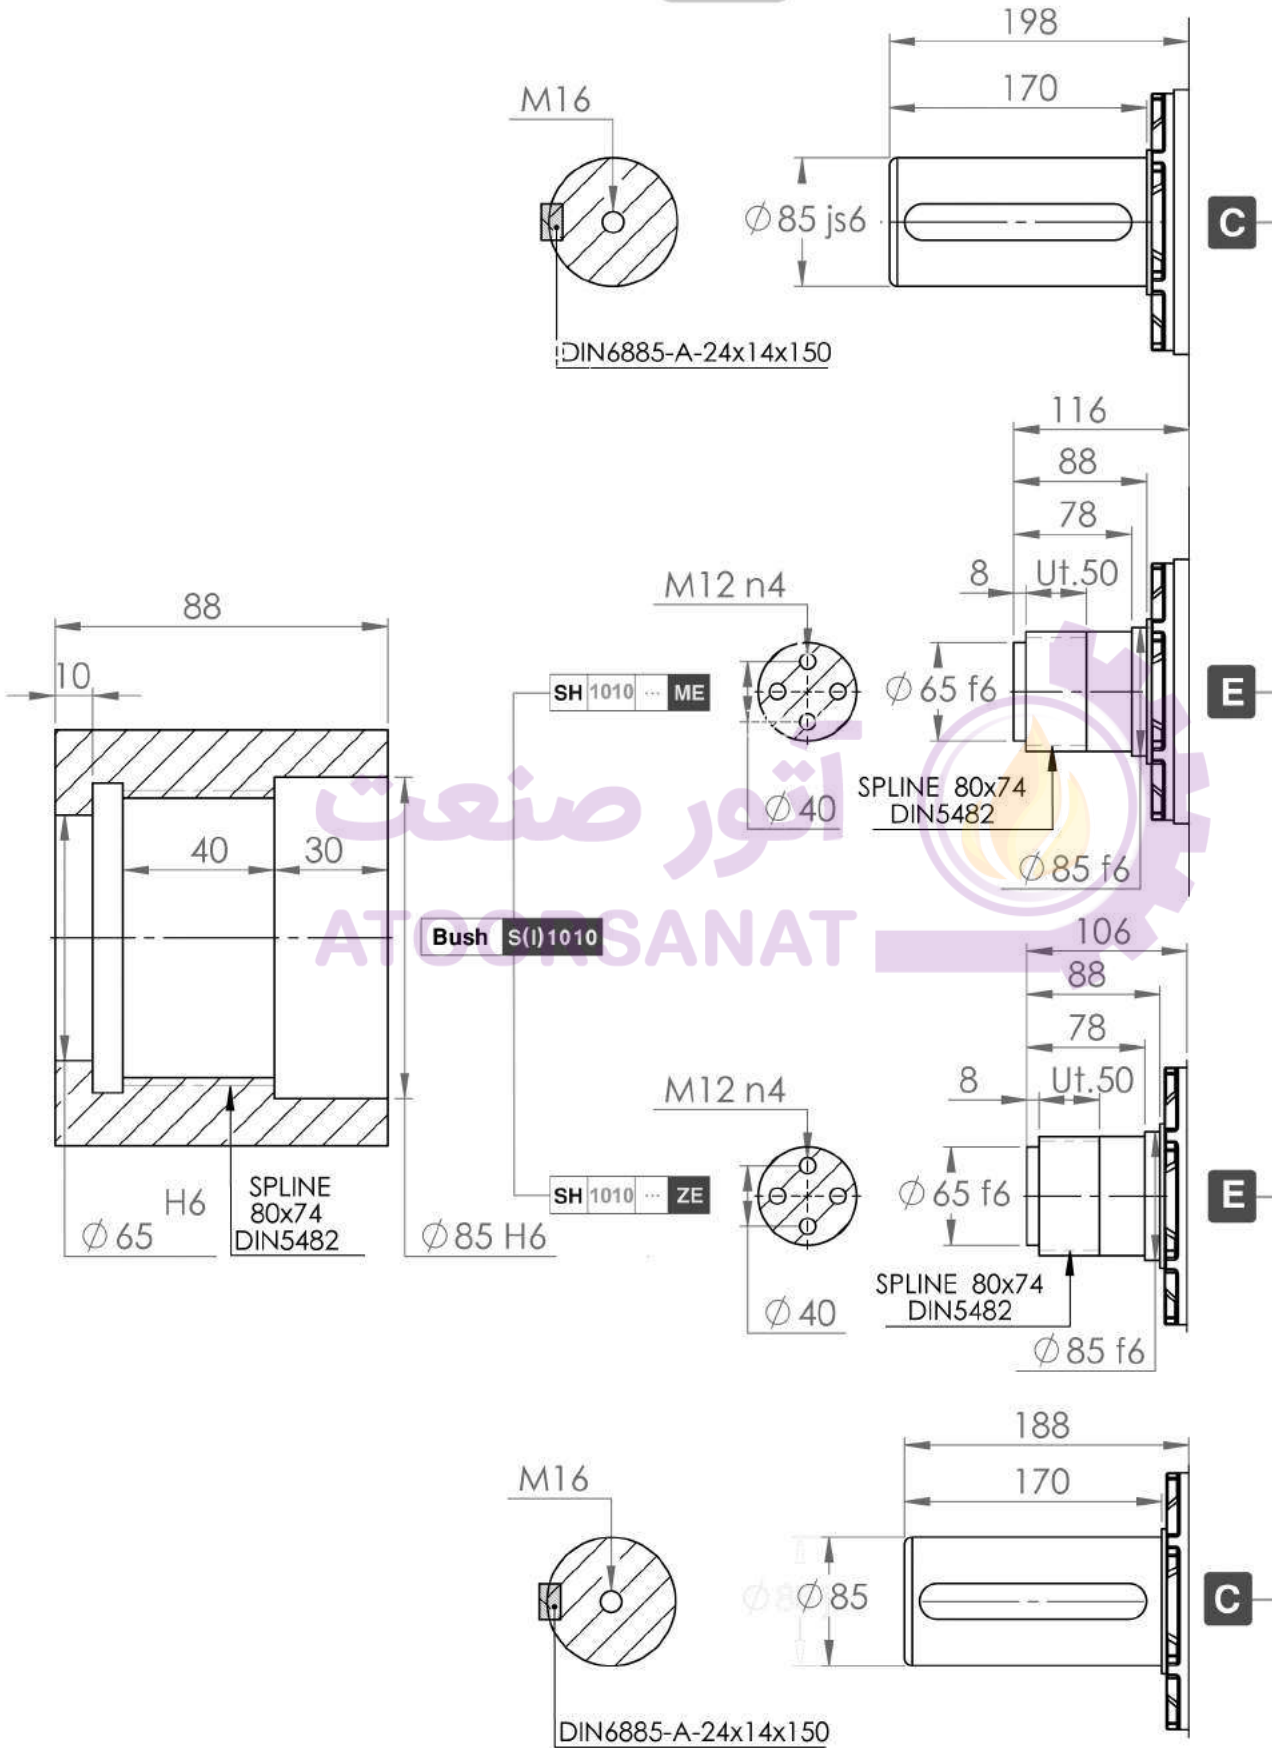 198
170
M16
Ø85 js6
C
DIN6885-A-24x14x150
116
88
78
8 Ut.50
M12 n4
SH 1010 ... ME
Ø65 f6
E
Ø40
SPLINE 80x74
DIN5482
Ø85 f6
88
10
40 30
آتور صنعت
ATOORSANAT
Bush S(I)1010
H6
Ø65
SPLINE
80x74
DIN5482
Ø85 H6
106
88
78
8 Ut.50
M12 n4
SH 1010 ... ZE
Ø65 f6
E
Ø40
SPLINE 80x74
DIN5482
Ø85 f6
188
170
M16
Ø85
C
DIN6885-A-24x14x150